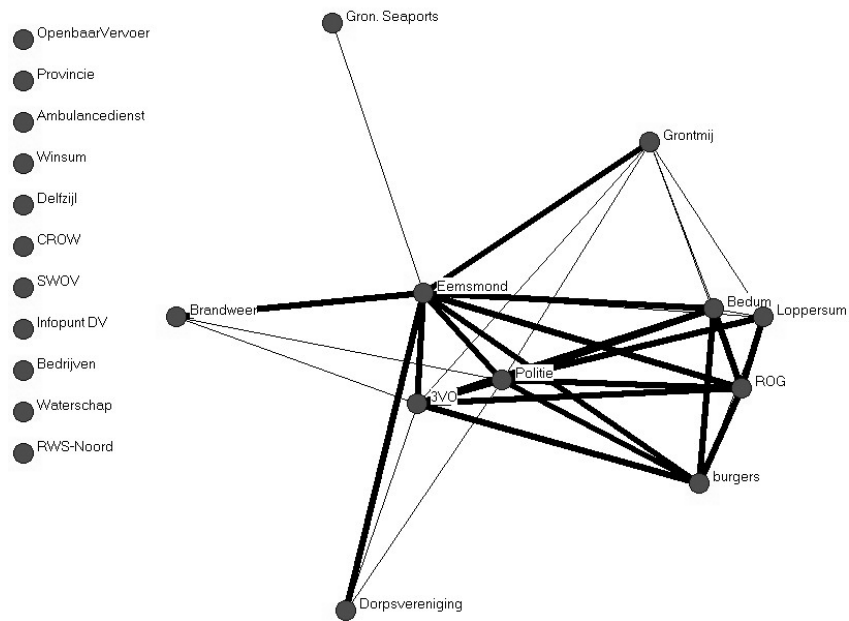 OpenbaarVervoer
Provincie
Ambulancedienst
Winsum
Delfzijl
CROW
SWOV
Infopunt DV
Bedrijven
Waterschap
RWS-Noord
Gron. Seaports
Grontmij
Eemsmond
Brandweer
Bedum
Loppersum
Politie
3VO
ROG
burgers
Dorpsvereniging